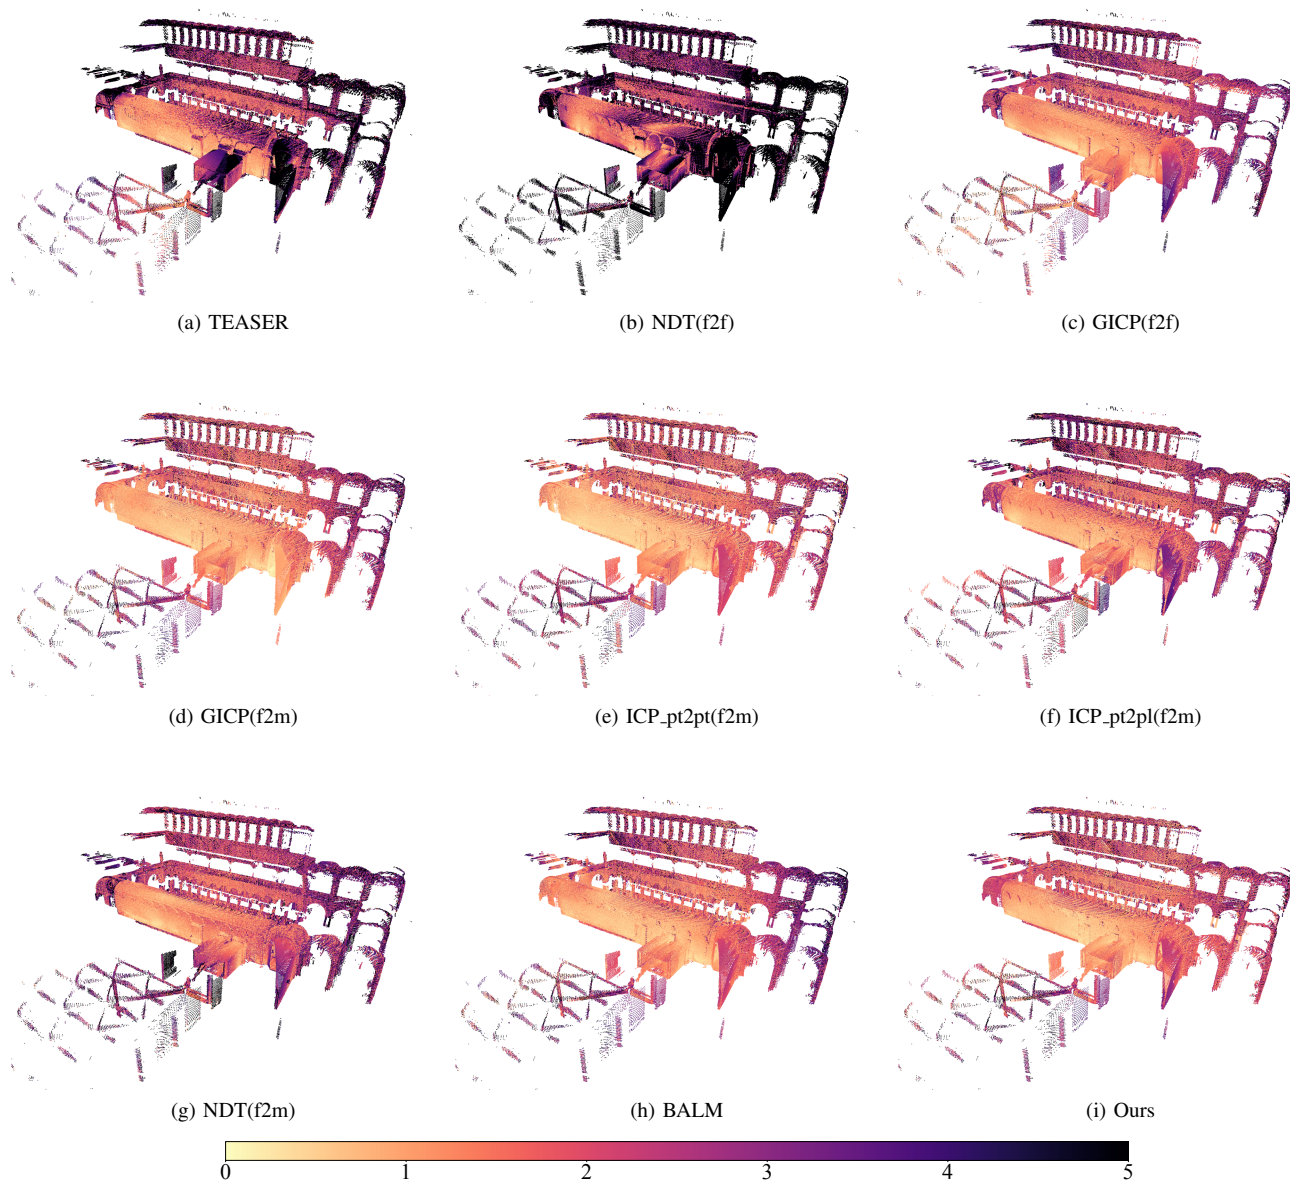 (a) TEASER
(b) NDT(f2f)
(c) GICP(f2f)
(d) GICP(f2m)
(e) ICP_pt2pt(f2m)
(f) ICP_pt2pl(f2m)
(g) NDT(f2m)
(h) BALM
(i) Ours
0 1 2 3 4 5